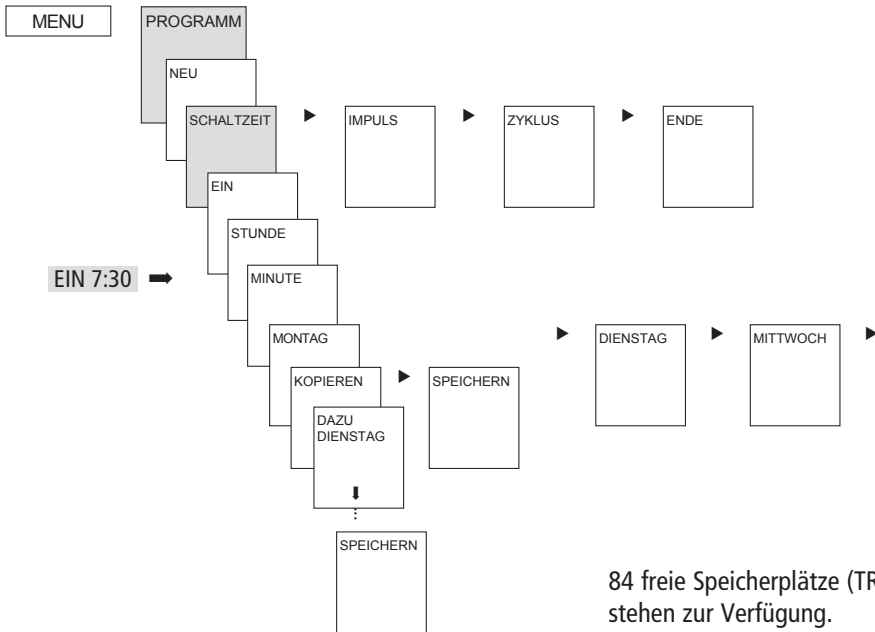 MENU
PROGRAMM
NEU
SCHALTZEIT
IMPULS
ZYKLUS
ENDE
EIN
STUNDE
EIN 7:30
MINUTE
MONTAG
DIENSTAG
MITTWOCH
KOPIEREN
SPEICHERN
DAZU
DIENSTAG
SPEICHERN
84 freie Speicherplätze (TR
stehen zur Verfügung.